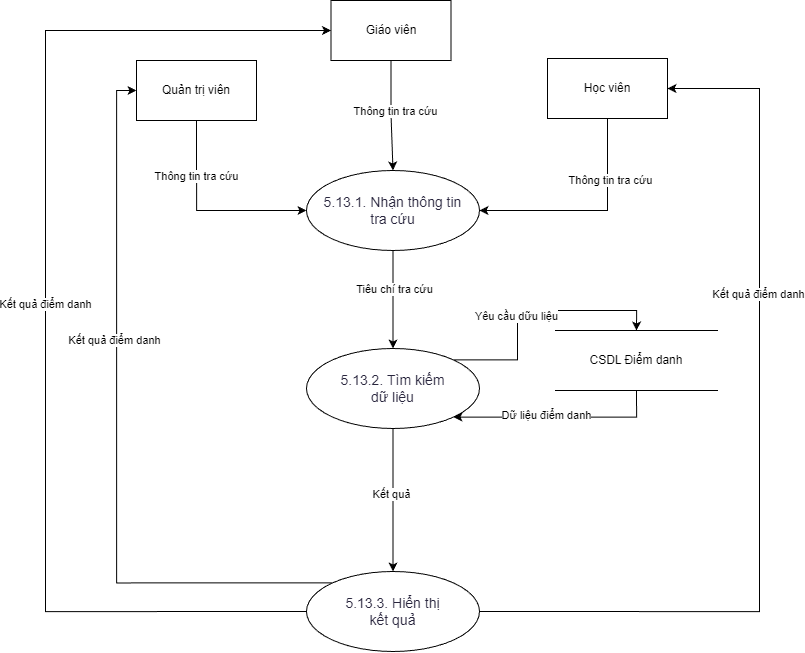 Giáo viên
Quản trị viên
Học viên
Thông tin tra cứu
Thông tin tra cứu
Thông tin tra cứu
5.13.1. Nhận thông tin
tra cứu
Tiêu chí tra cứu
Kết quả điểm danh
Kết quả điểm danh
Yêu cầu dữu liệu
Kết quả điểm danh
CSDL Điểm danh
5.13.2. Tìm kiếm
dữ liệu
Dữ liệu điểm danh
Kết quả
5.13.3. Hiển thị
kết quả